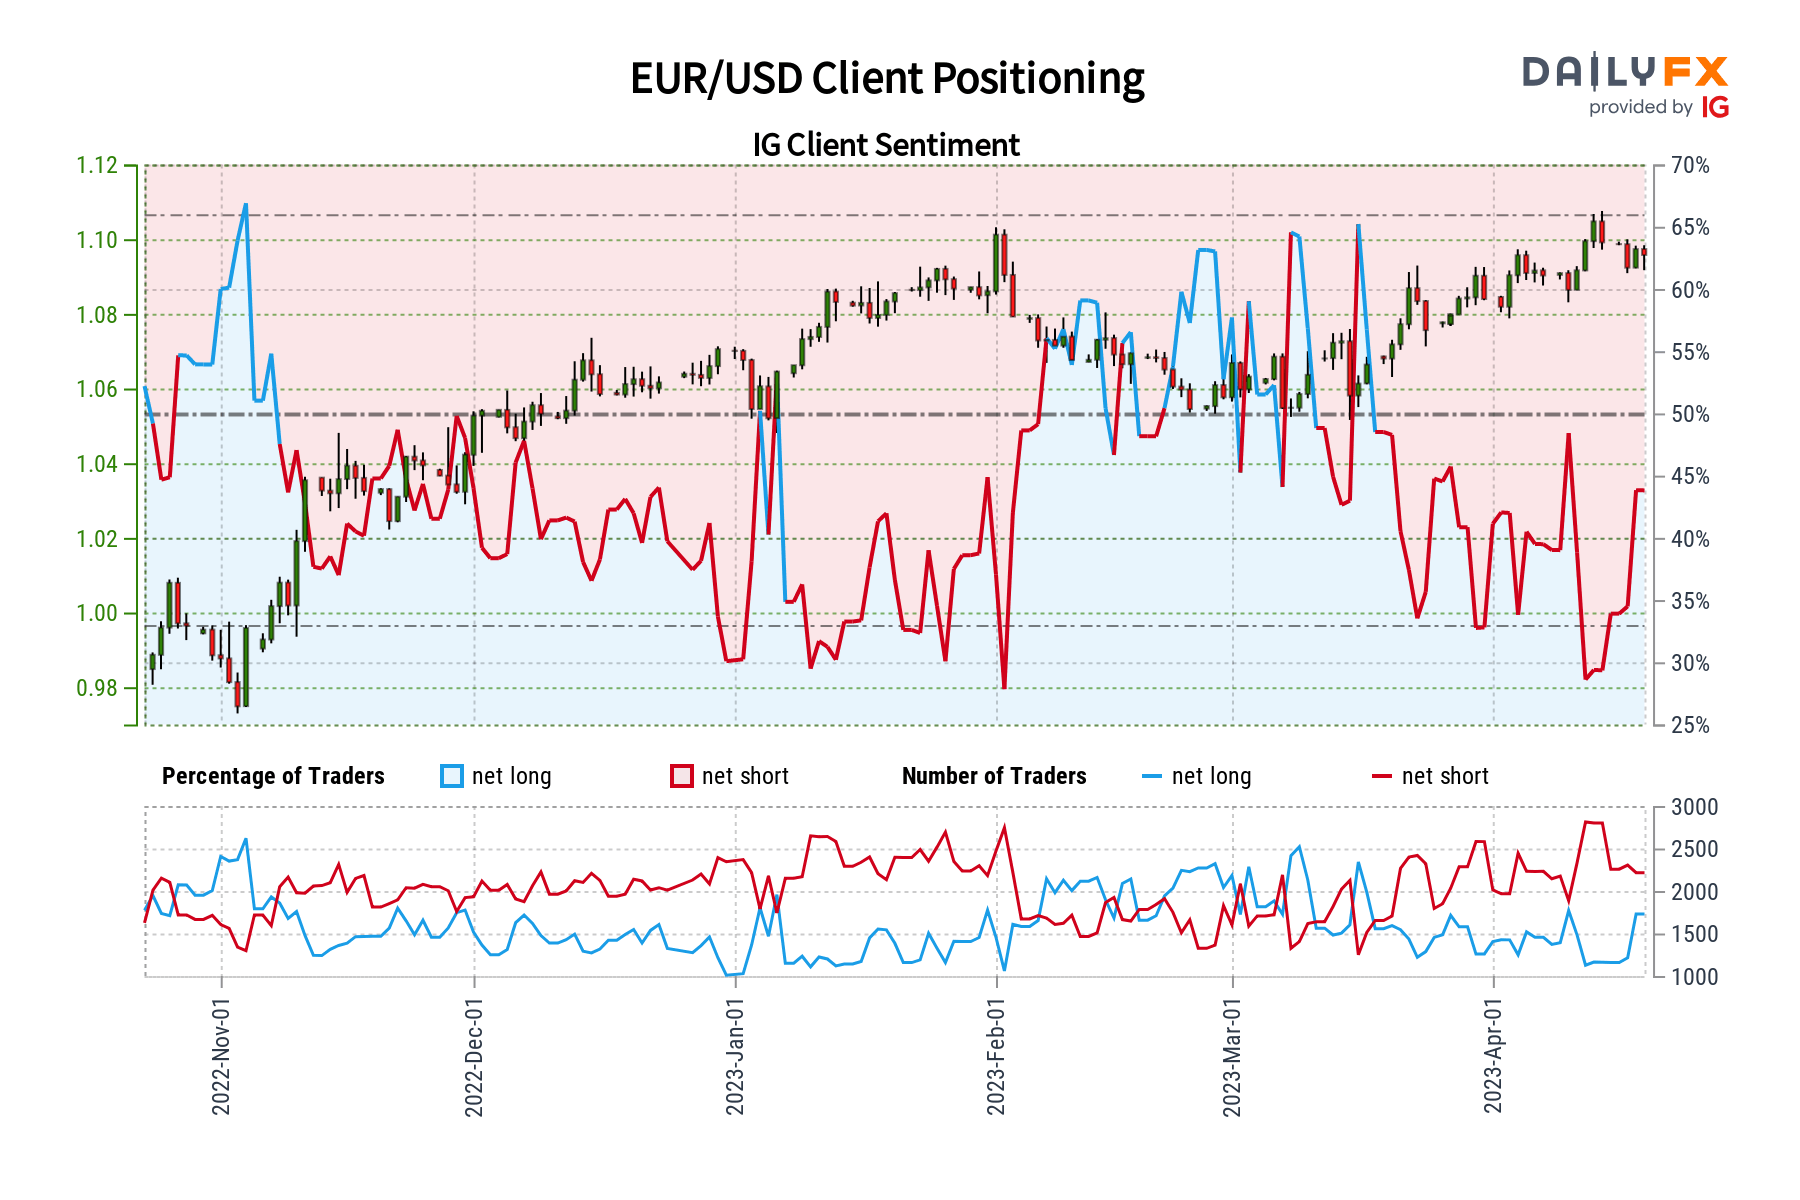 EUR/USD Client Positioning
DAILYFX
provided by IG
IG Client Sentiment
1.12
1.10
1.08
1.06
1.04
1.02
1.00
0.98
70%
65%
60%
55%
50%
45%
40%
35%
30%
25%
Percentage of Traders net long net short Number of Traders net long net short
3000
2500
2000
1500
1000
2022-Nov-01
2022-Dec-01
2023-Jan-01
2023-Feb-01
2023-Mar-01
2023-Apr-01